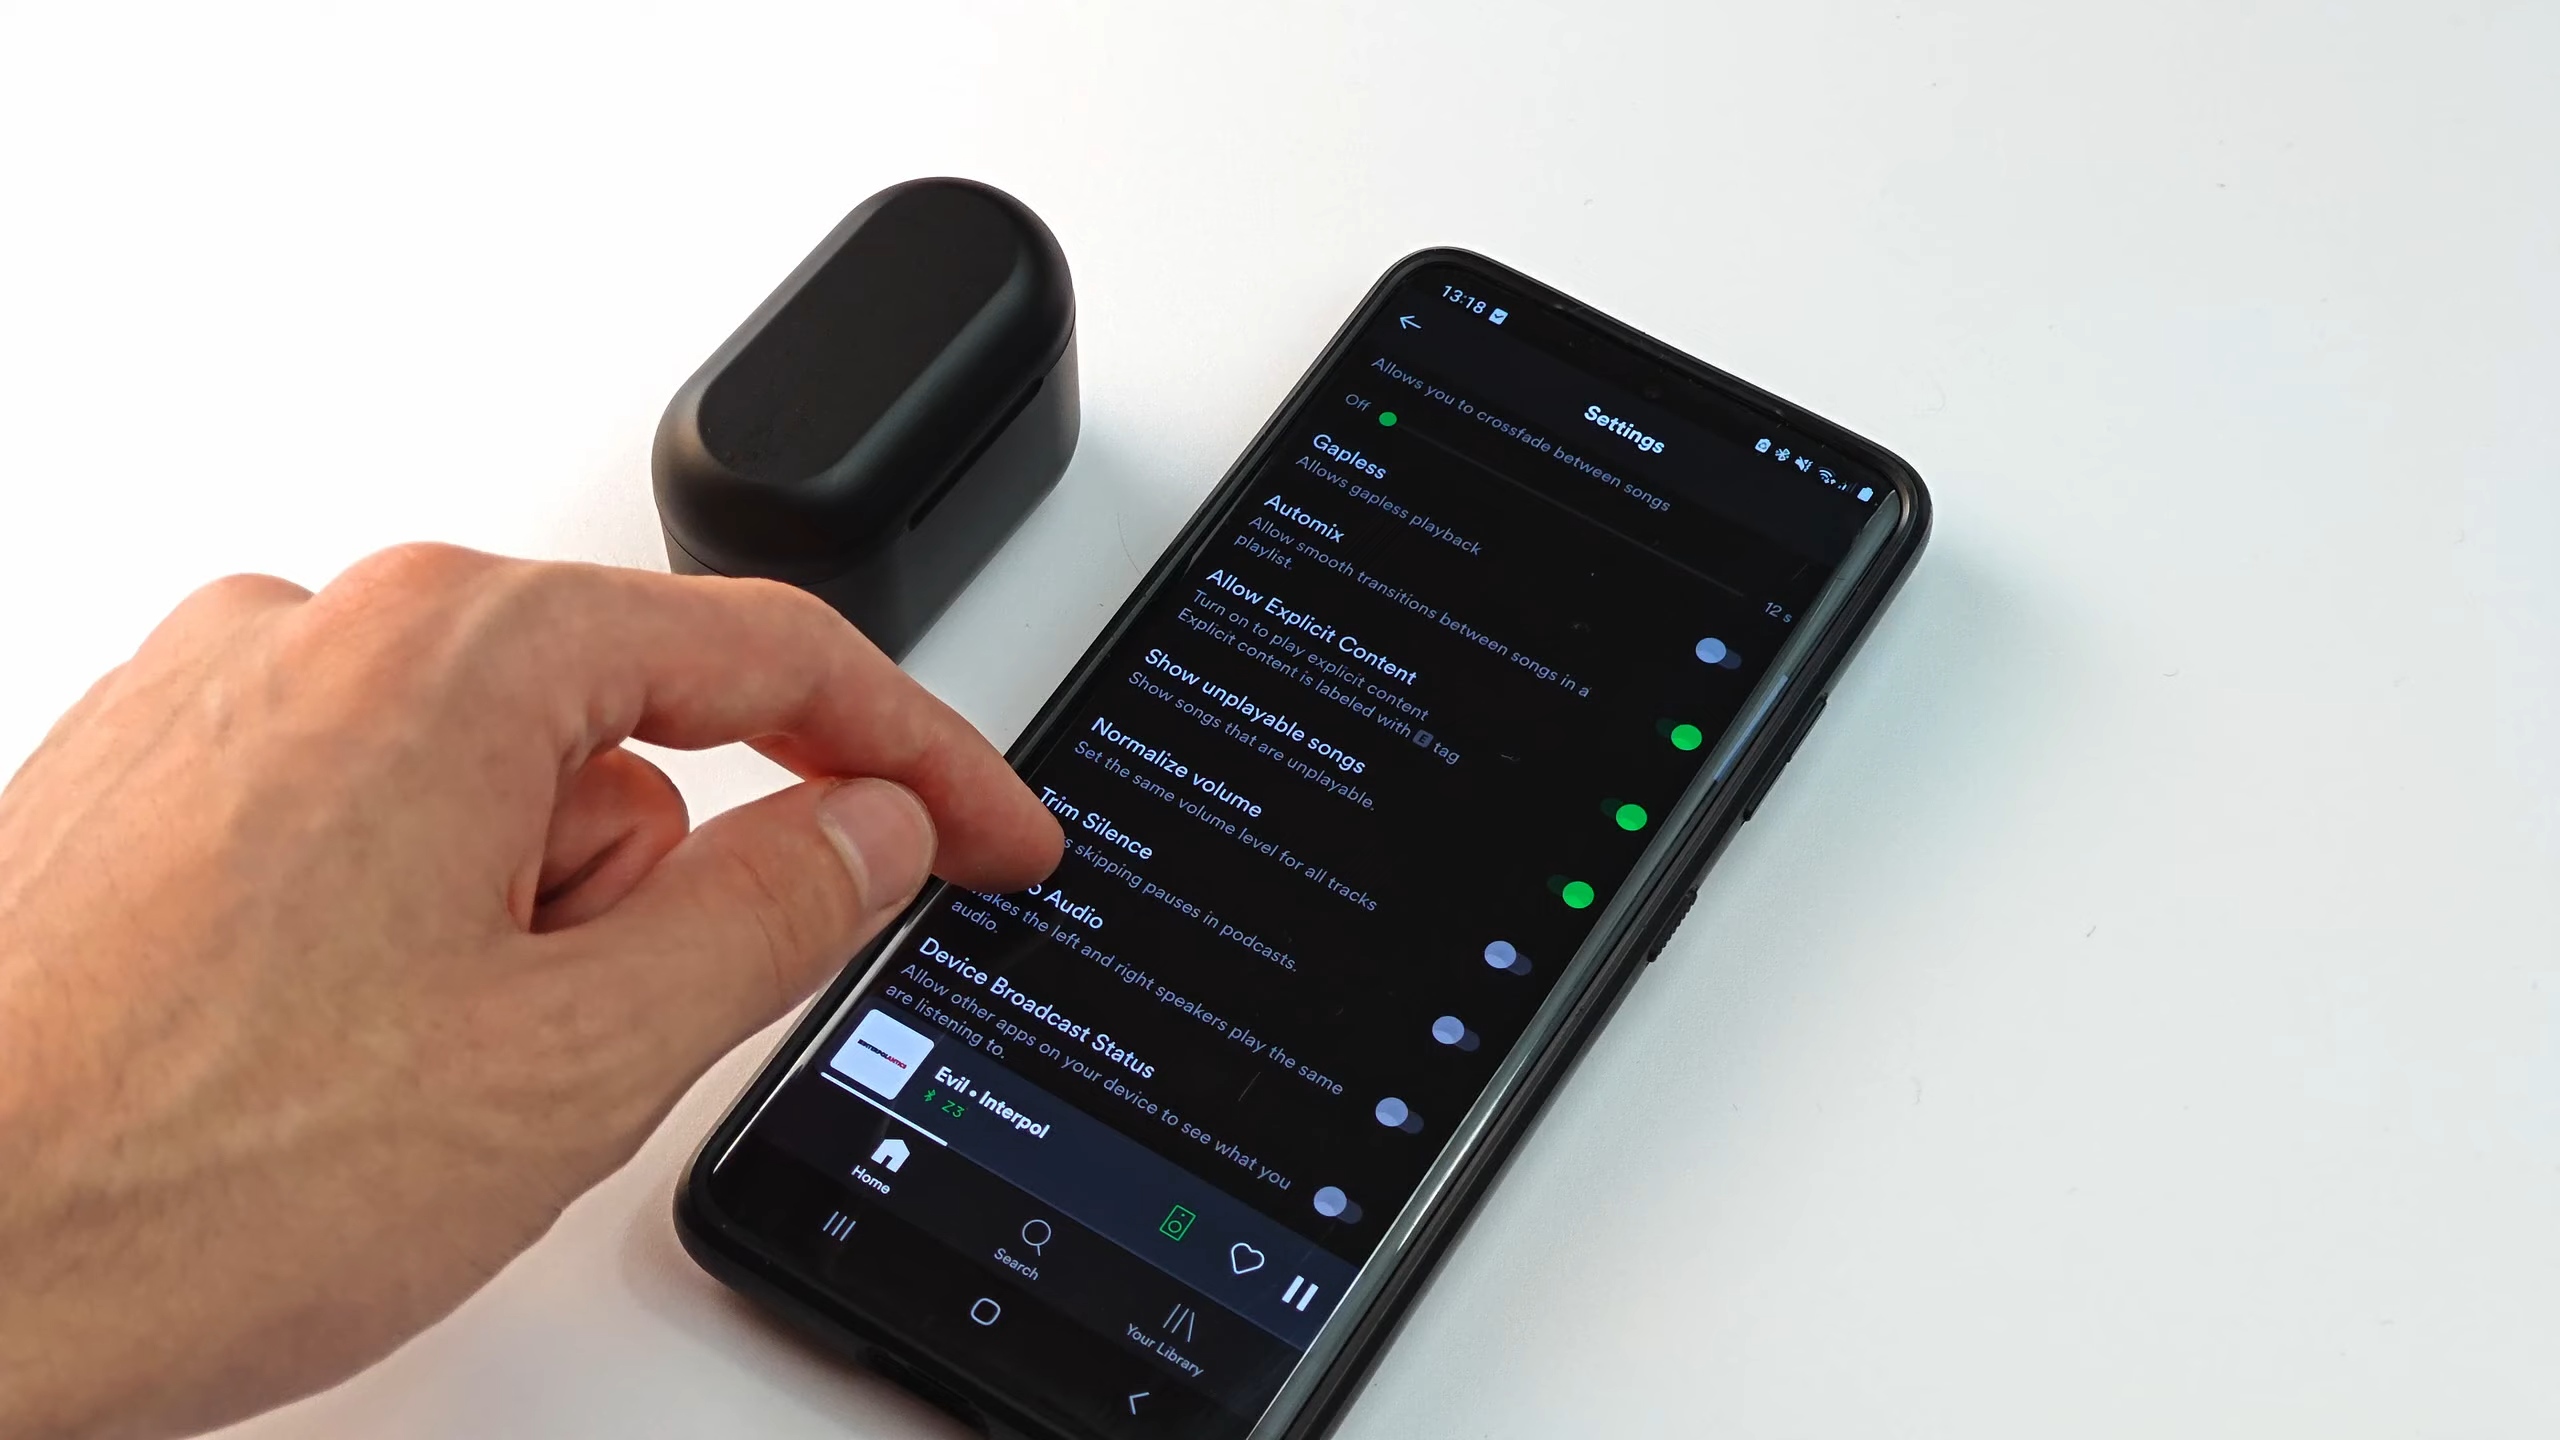 13:18
Settings
Allows you to crossfade between songs
Off
12 s
Gapless
Allows gapless playback
Automix
Allow smooth transitions between songs in a
playlist.
Allow Explicit Content
Turn on to play explicit content
Explicit content is labeled with E tag
Show unplayable songs
Show songs that are unplayable.
Normalize volume
Set the same volume level for all tracks
Trim Silence
skipping pauses in podcasts.
Audio
makes the left and right speakers play the same
audio.
Device Broadcast Status
Allow other apps on your device to see what you
are listening to.
INTERPOL ANTICS
Evil • Interpol
Z3
Home
Search
Your Library